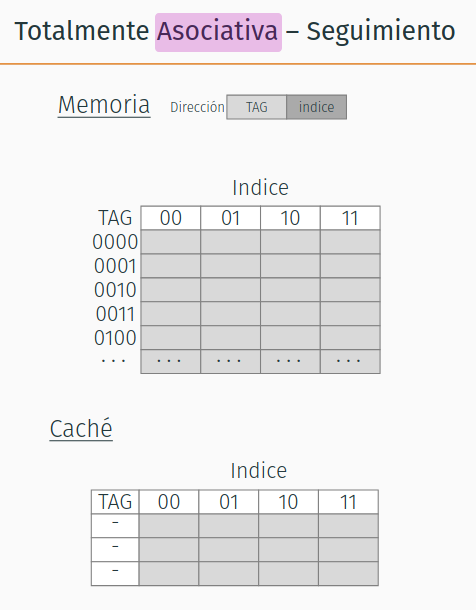 Totalmente Asociativa – Seguimiento
Memoria Dirección TAG indice
Indice
TAG 00 01 10 11
0000
0001
0010
0011
0100
... ... ... ... ...
Caché
Indice
TAG 00 01 10 11
-
-
-